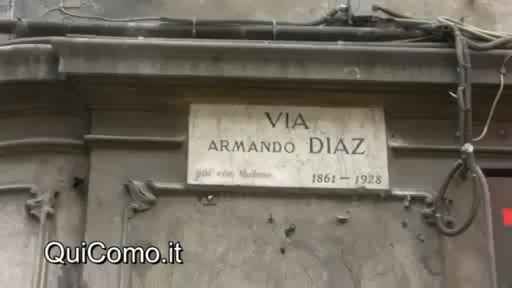 VIA
ARMANDO DIAZ
già via
1861 — 1928
QuiComo.it